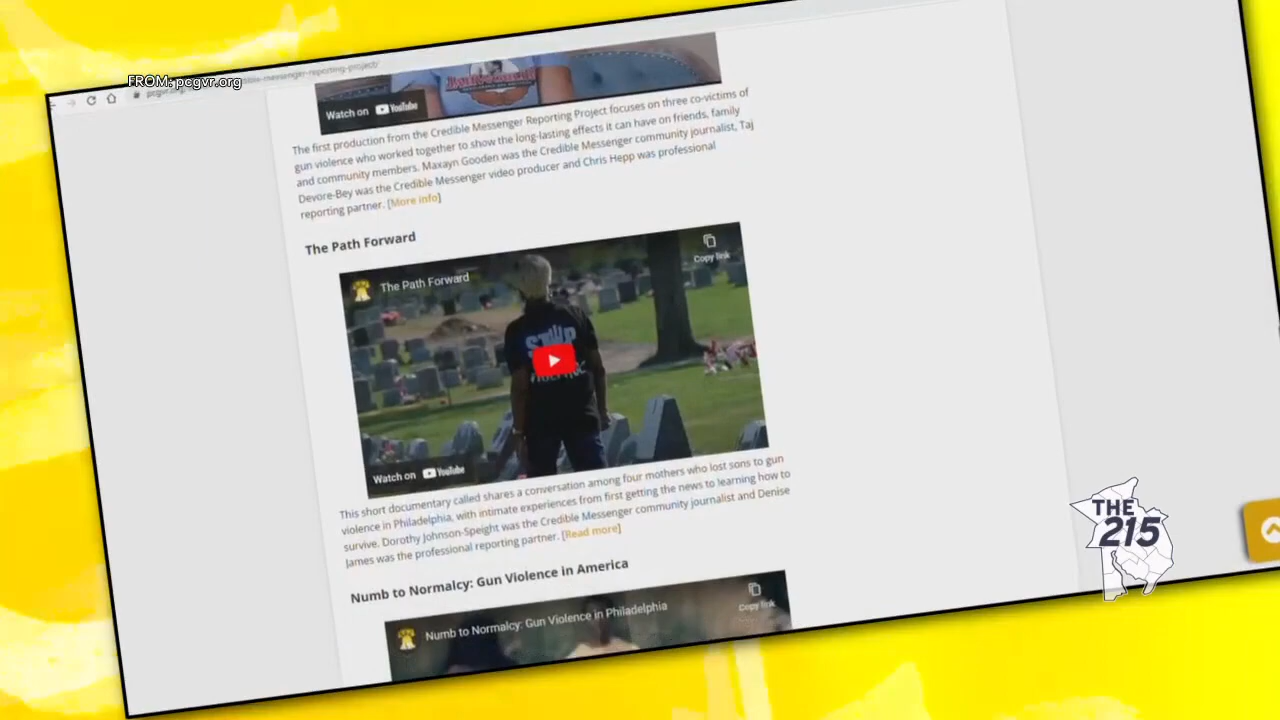 FROM: pcgvr.org
The first production from the Credible Messenger Reporting Project focuses on three co-victims of
gun violence who worked together to show the long-lasting effects it can have on friends, family
and community members. Maxayn Gooden was the Credible Messenger community journalist, Taj
Devore-Bey was the Credible Messenger video producer and Chris Hepp was professional
reporting partner. [More info]
Watch on YouTube
The Path Forward
The Path Forward
Copy link
STOP
Watch on YouTube
This short documentary called shares a conversation among four mothers who lost sons to gun
violence in Philadelphia, with intimate experiences from first getting the news to learning how to
survive. Dorothy Johnson-Speight was the Credible Messenger community journalist and Denise
James was the professional reporting partner. [Read more]
Numb to Normalcy: Gun Violence in America
Numb to Normalcy: Gun Violence in Philadelphia
Copy link
THE
215